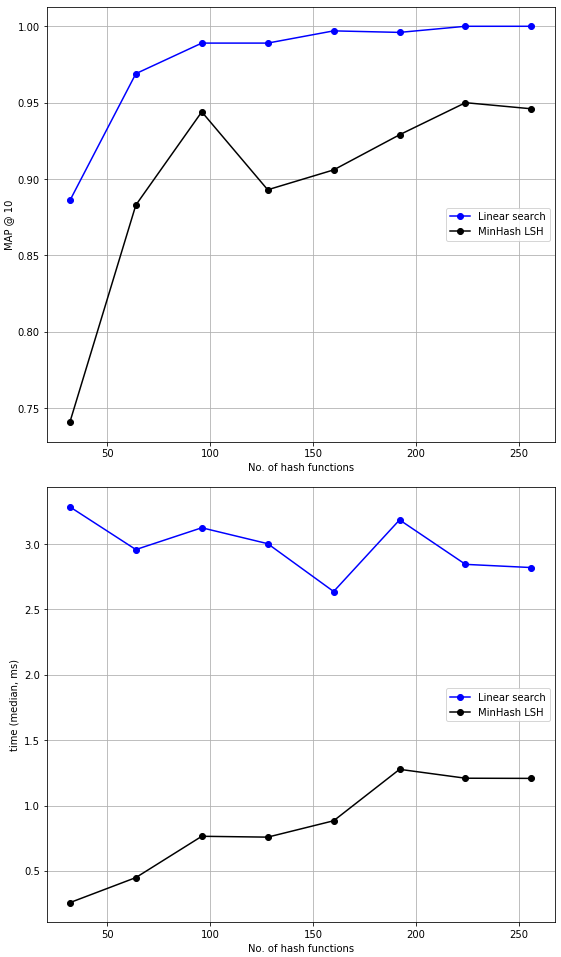 1.00
0.95
0.90
0.85
0.80
0.75
MAP @ 10
Linear search
MinHash LSH
50 100 150 200 250
No. of hash functions
3.0
2.5
2.0
1.5
1.0
0.5
time (median, ms)
Linear search
MinHash LSH
50 100 150 200 250
No. of hash functions